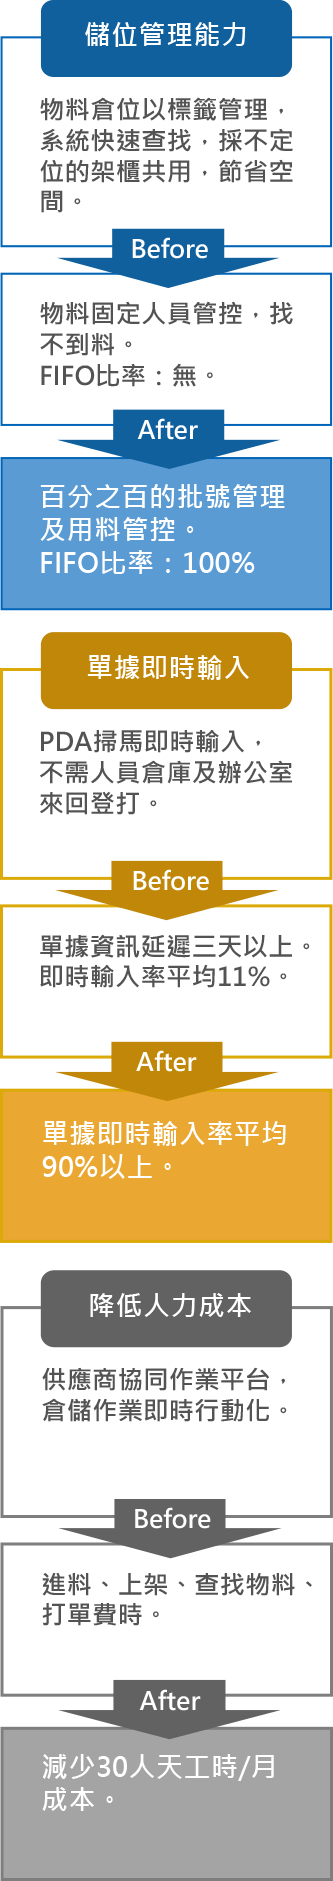 儲位管理能力
物料倉位以標籤管理，
系統快速查找，採不定
位的架櫃共用，節省空
間。
Before
物料固定人員管控，找
不到料。
FIFO比率：無。
After
百分之百的批號管理
及用料管控。
FIFO比率：100%
單據即時輸入
PDA掃馬即時輸入，
不需人員倉庫及辦公室
來回登打。
Before
單據資訊延遲三天以上。
即時輸入率平均11%。
After
單據即時輸入率平均
90%以上。
降低人力成本
供應商協同作業平台，
倉儲作業即時行動化。
Before
進料、上架、查找物料、
打單費時。
After
減少30人天工時/月
成本。